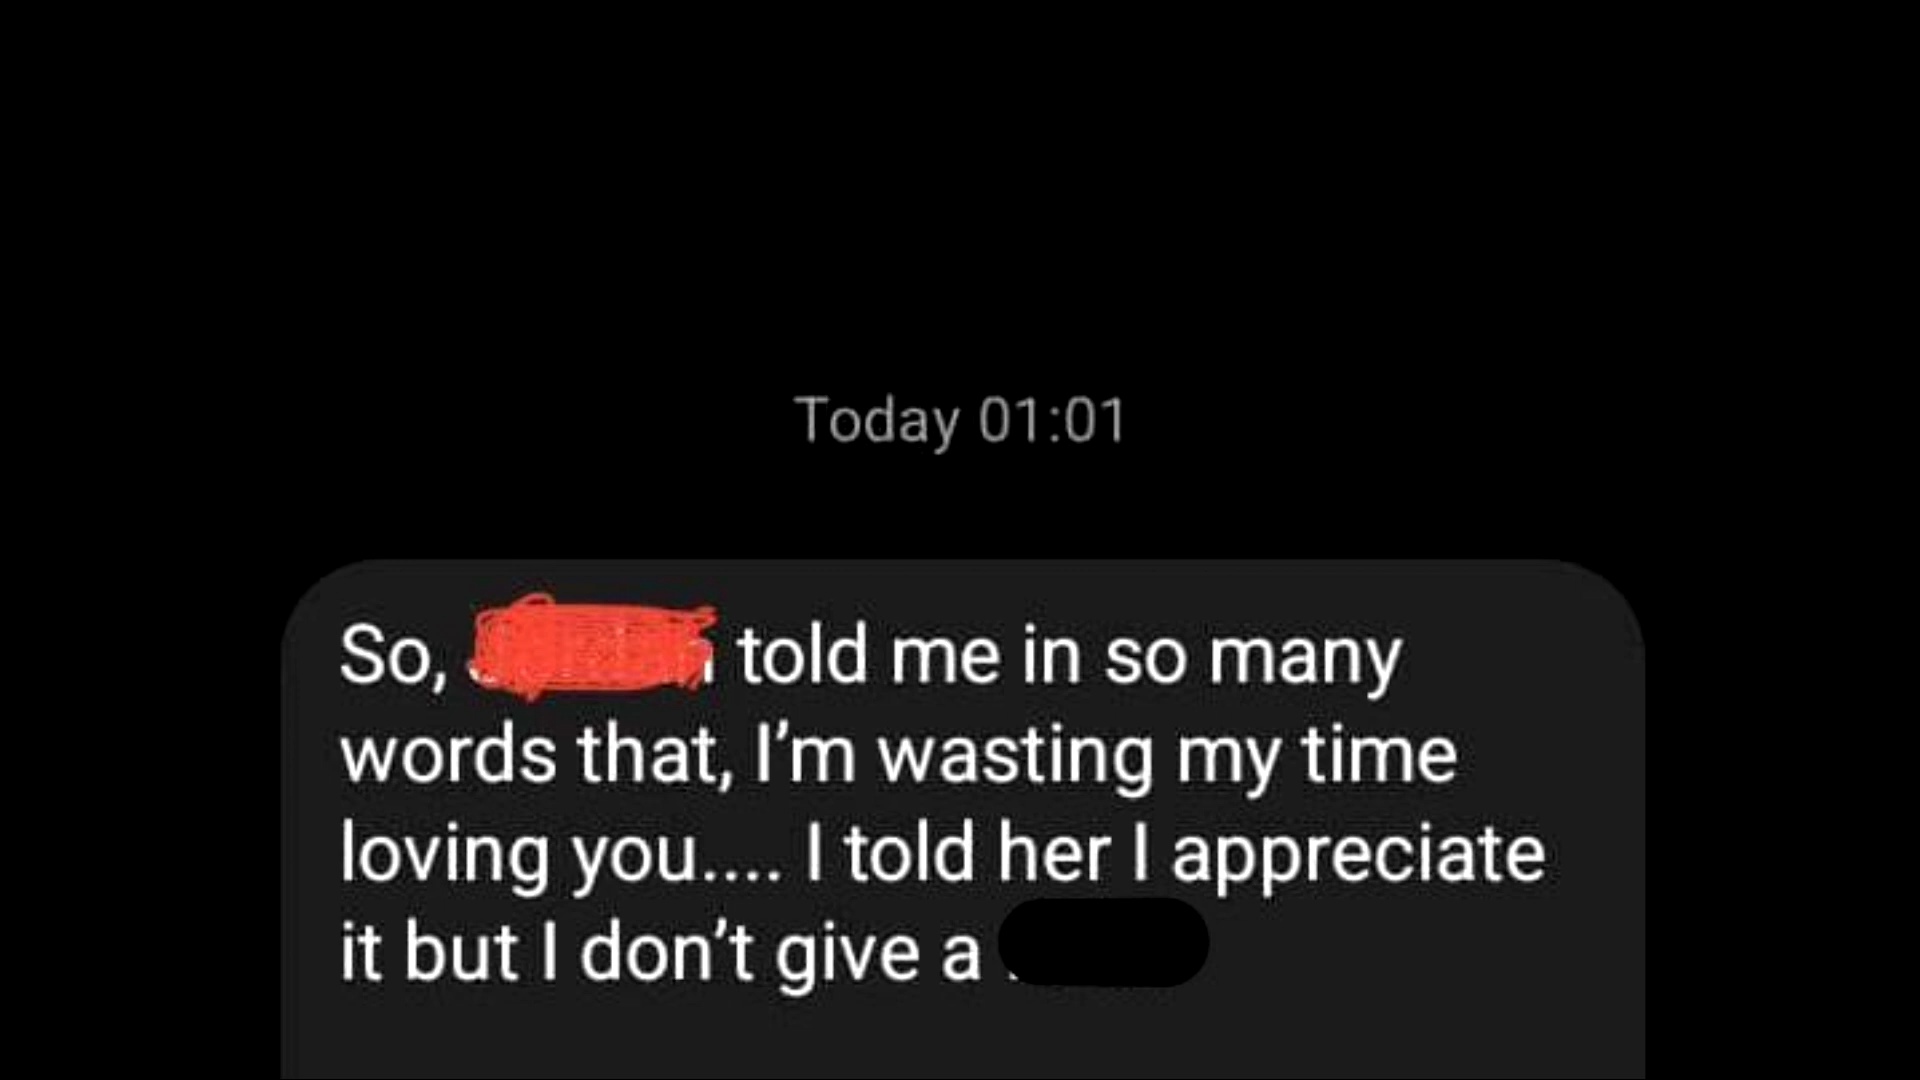 Today 01:01
So, told me in so many
words that, I’m wasting my time
loving you.... I told her I appreciate
it but I don’t give a